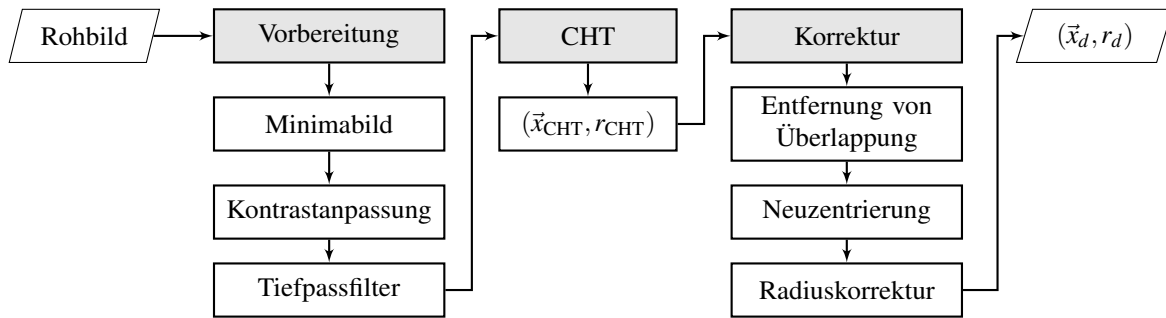 Rohbild
Vorbereitung
Minimabild
Kontrastanpassung
Tiefpassfilter
CHT
(x⃗_CHT, r_CHT)
Korrektur
Entfernung von
Überlappung
Neuzentrierung
Radiuskorrektur
(x⃗_d, r_d)